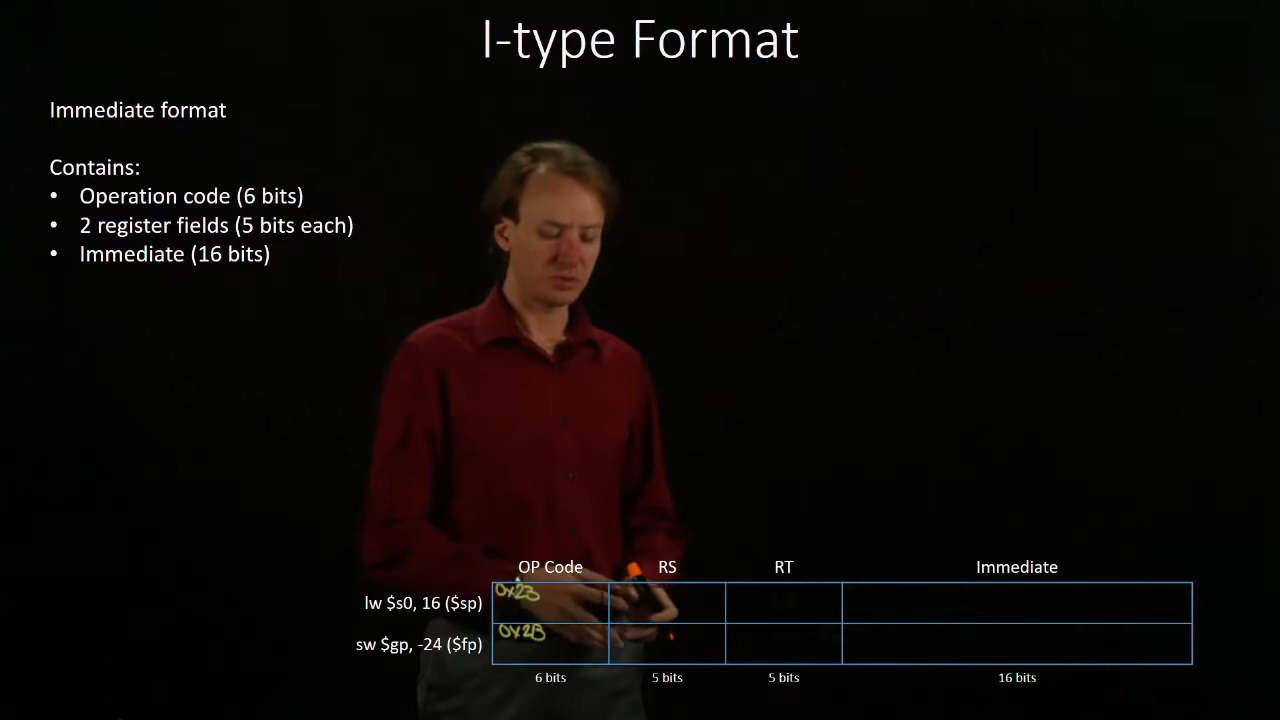 I-type Format
Immediate format
Contains:
• Operation code (6 bits)
• 2 register fields (5 bits each)
• Immediate (16 bits)
OP Code RS RT Immediate
lw $s0, 16 ($sp) 0x23
sw $gp, -24 ($fp) 0x2B
6 bits 5 bits 5 bits 16 bits